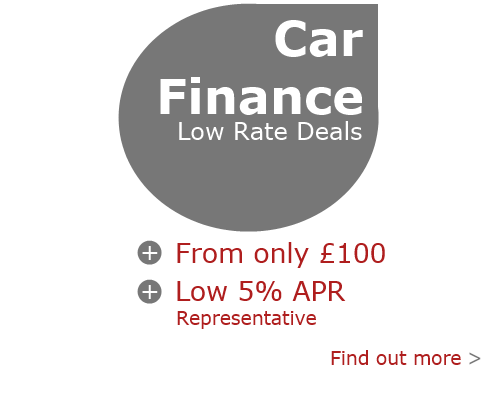 Car
Finance
Low Rate Deals
From only £100
Low 5% APR
Representative
Find out more >